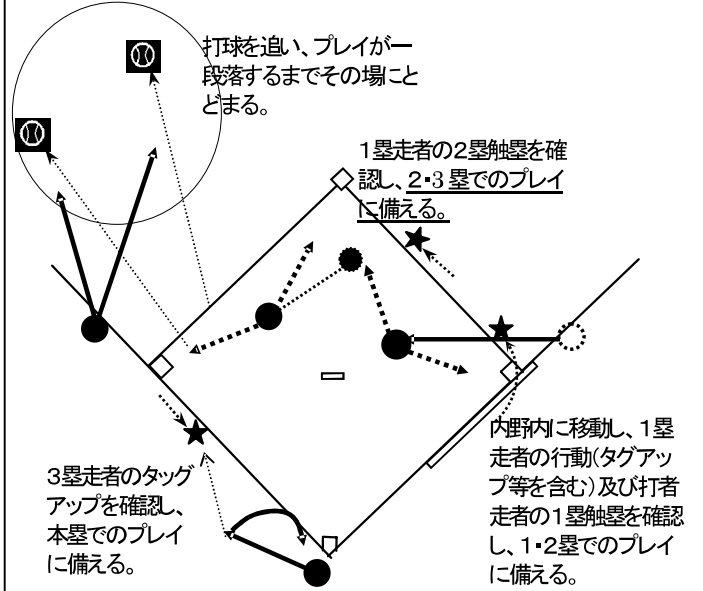 打球を追い、プレイが一
段落するまでその場にと
どまる。
1塁走者の2塁触塁を確
認し、2・3塁でのプレイ
に備える。
3塁走者のタッグ
アップを確認し、
本塁でのプレイ
に備える。
内野内に移動し、1塁
走者の行動(タグアッ
プ等を含む)及び打者
走者の1塁触塁を確認
し、1・2塁でのプレイ
に備える。